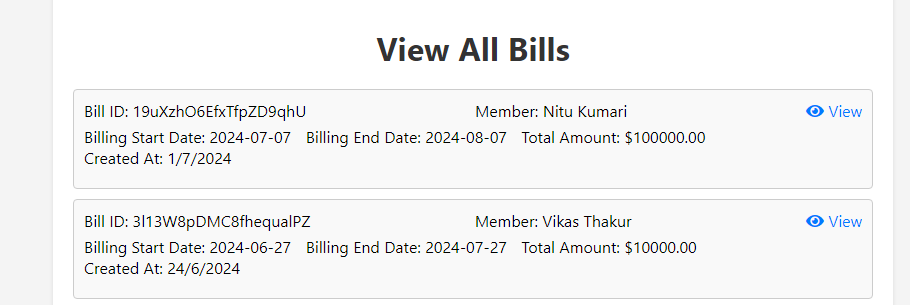 View All Bills
Bill ID: 19uXzhO6EfxTfpZD9qhU Member: Nitu Kumari View
Billing Start Date: 2024-07-07 Billing End Date: 2024-08-07 Total Amount: $100000.00
Created At: 1/7/2024
Bill ID: 3l13W8pDMC8fhequalPZ Member: Vikas Thakur View
Billing Start Date: 2024-06-27 Billing End Date: 2024-07-27 Total Amount: $10000.00
Created At: 24/6/2024